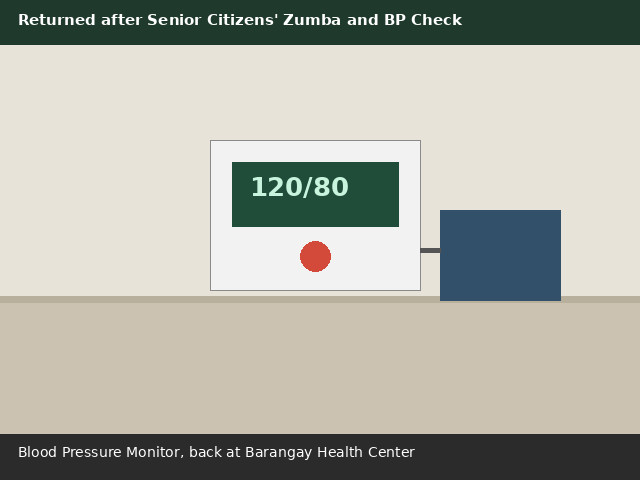 Returned after Senior Citizens' Zumba and BP Check
120/80
Blood Pressure Monitor, back at Barangay Health Center